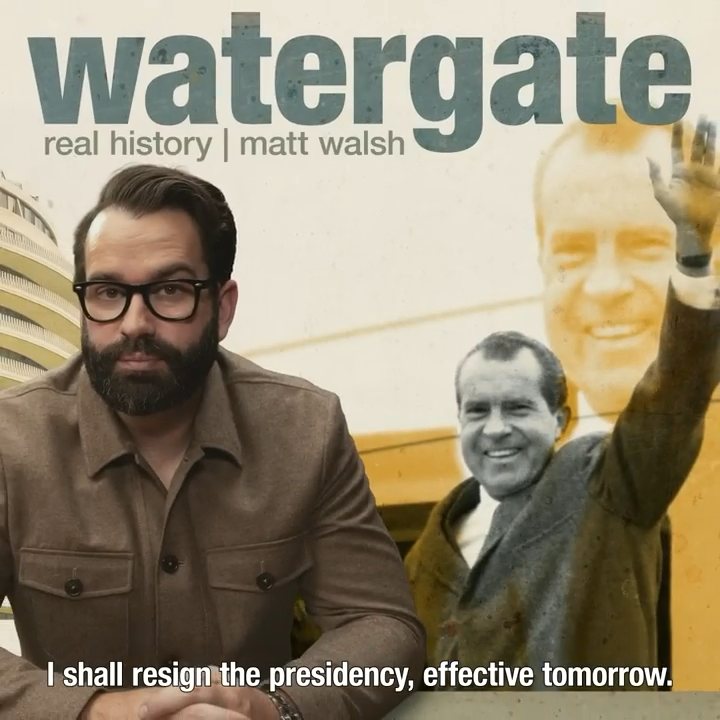 watergate
real history | matt walsh
I shall resign the presidency, effective tomorrow.